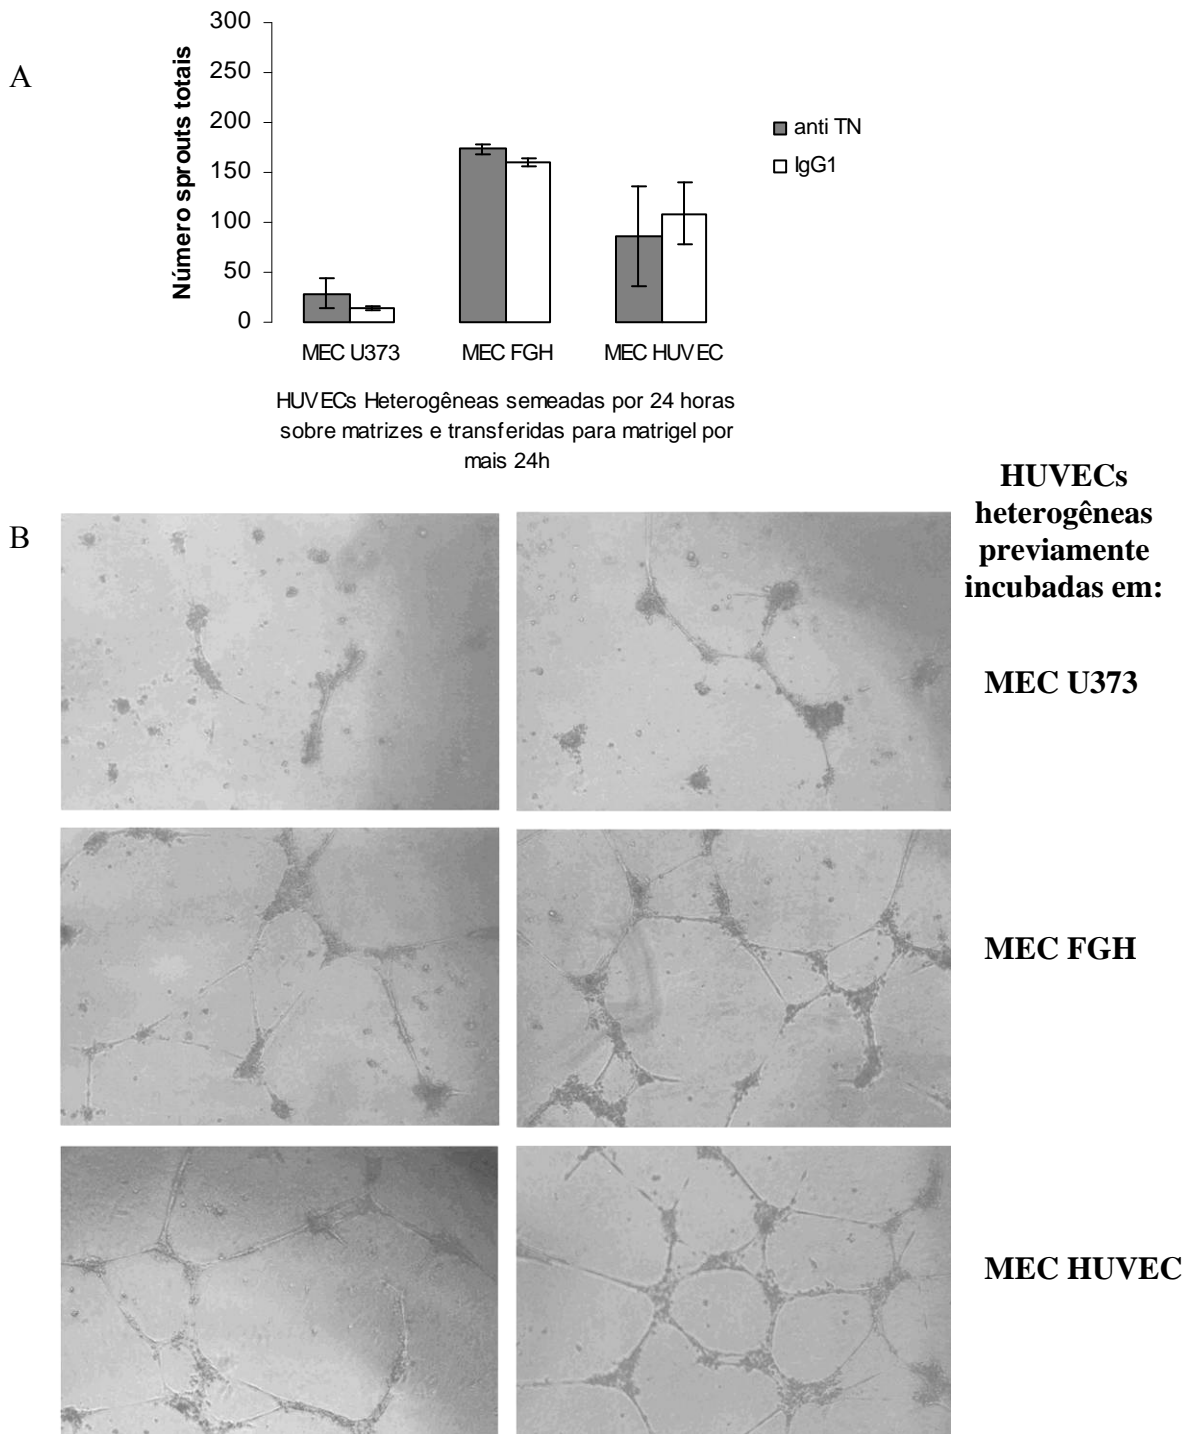 A
Número sprouts totais
300
250
200
150
100
50
0
anti TN
IgG1
MEC U373
MEC FGH
MEC HUVEC
HUVECs Heterogêneas semeadas por 24 horas
sobre matrizes e transferidas para matrigel por
mais 24h
B
HUVECs
heterogêneas
previamente
incubadas em:
MEC U373
MEC FGH
MEC HUVEC